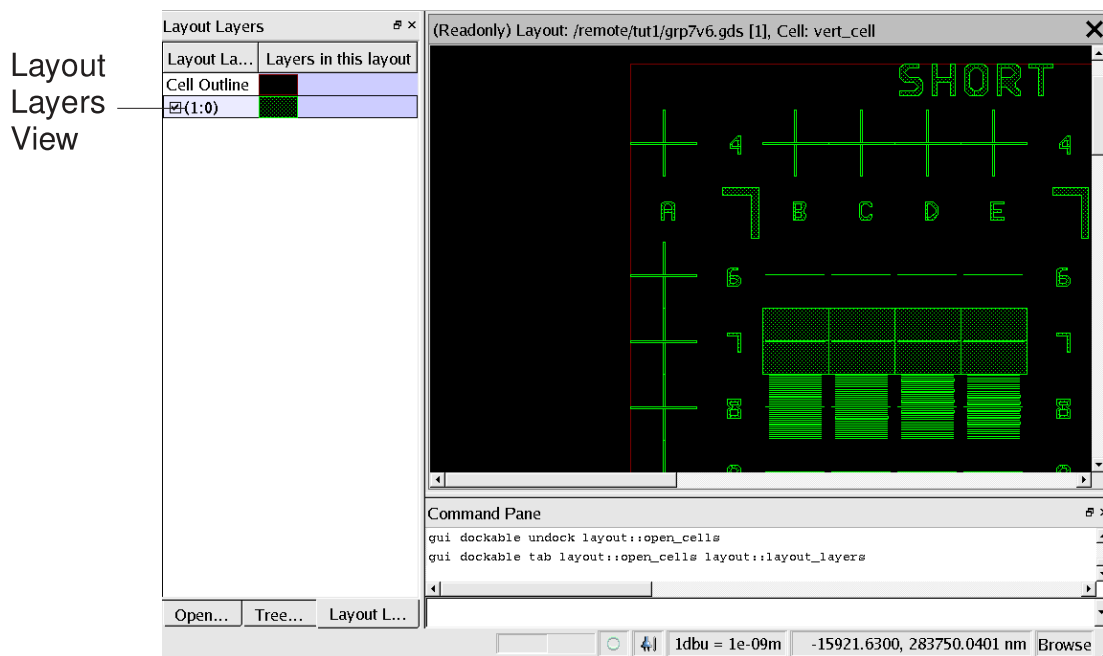 Layout
Layers
View
Layout Layers
Layout La... Layers in this layout
Cell Outline
(1:0)
(Readonly) Layout: /remote/tut1/grp7v6.gds [1], Cell: vert_cell
SHORT
4 4
A B C D E
6 6
7 7
8 8
Command Pane
gui dockable undock layout::open_cells
gui dockable tab layout::open_cells layout::layout_layers
Open... Tree... Layout L...
1dbu = 1e-09m -15921.6300, 283750.0401 nm Browse